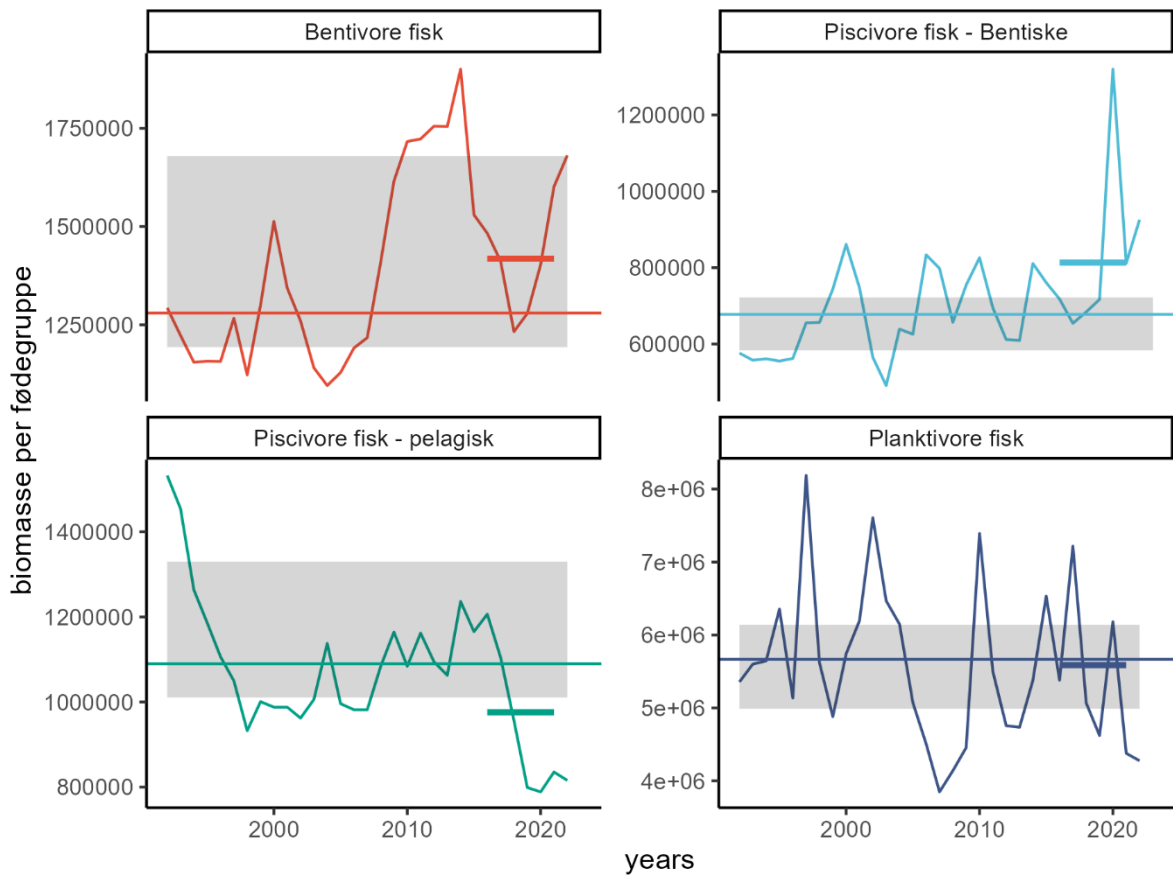 Bentivore fisk
Piscivore fisk - Bentiske
1750000
1500000
1250000
1200000
1000000
800000
600000
Piscivore fisk - pelagisk
Planktivore fisk
1400000
1200000
1000000
800000
8e+06
7e+06
6e+06
5e+06
4e+06
2000
2010
2020
2000
2010
2020
biomasse per fødegruppe
years